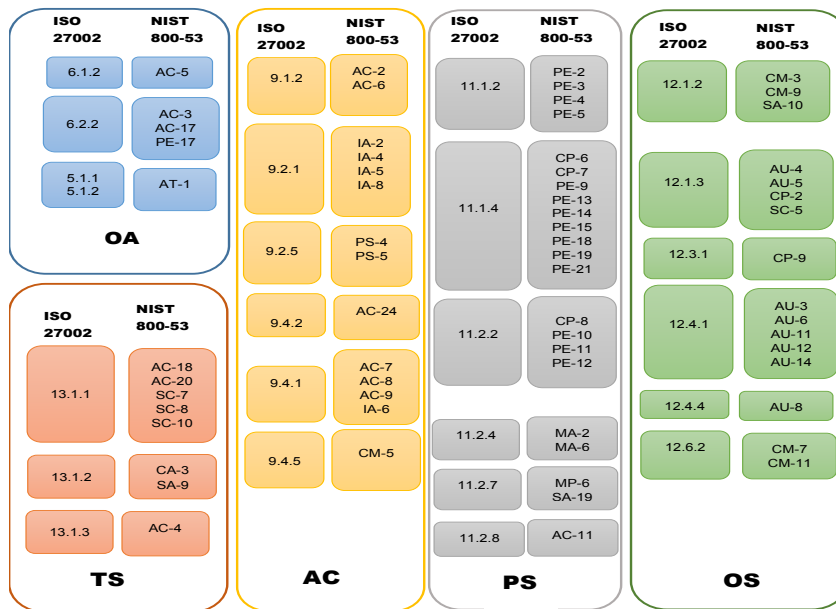 ISO
27002
NIST
800-53
6.1.2
AC-5
6.2.2
AC-3
AC-17
PE-17
5.1.1
5.1.2
AT-1
OA
ISO
27002
NIST
800-53
13.1.1
AC-18
AC-20
SC-7
SC-8
SC-10
13.1.2
CA-3
SA-9
13.1.3
AC-4
TS
ISO
27002
NIST
800-53
9.1.2
AC-2
AC-6
9.2.1
IA-2
IA-4
IA-5
IA-8
9.2.5
PS-4
PS-5
9.4.2
AC-24
9.4.1
AC-7
AC-8
AC-9
IA-6
9.4.5
CM-5
AC
ISO
27002
NIST
800-53
11.1.2
PE-2
PE-3
PE-4
PE-5
11.1.4
CP-6
CP-7
PE-9
PE-13
PE-14
PE-15
PE-18
PE-19
PE-21
11.2.2
CP-8
PE-10
PE-11
PE-12
11.2.4
MA-2
MA-6
11.2.7
MP-6
SA-19
11.2.8
AC-11
PS
ISO
27002
NIST
800-53
12.1.2
CM-3
CM-9
SA-10
12.1.3
AU-4
AU-5
CP-2
SC-5
12.3.1
CP-9
12.4.1
AU-3
AU-6
AU-11
AU-12
AU-14
12.4.4
AU-8
12.6.2
CM-7
CM-11
OS